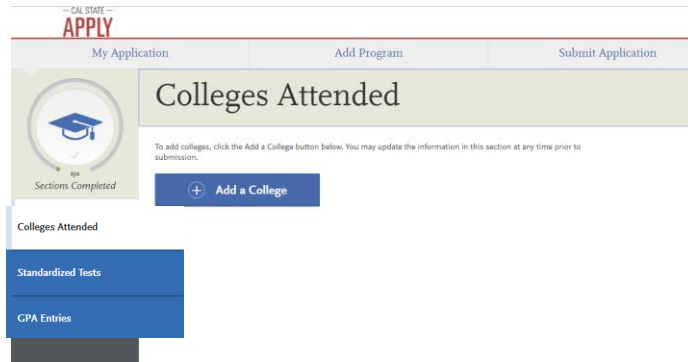 CAL STATE
APPLY
My Application
Add Program
Submit Application
Colleges Attended
To add colleges, click the Add a College button below. You may update the information in this section at any time prior to
submission.
Add a College
Sections Completed
Colleges Attended
Standardized Tests
GPA Entries